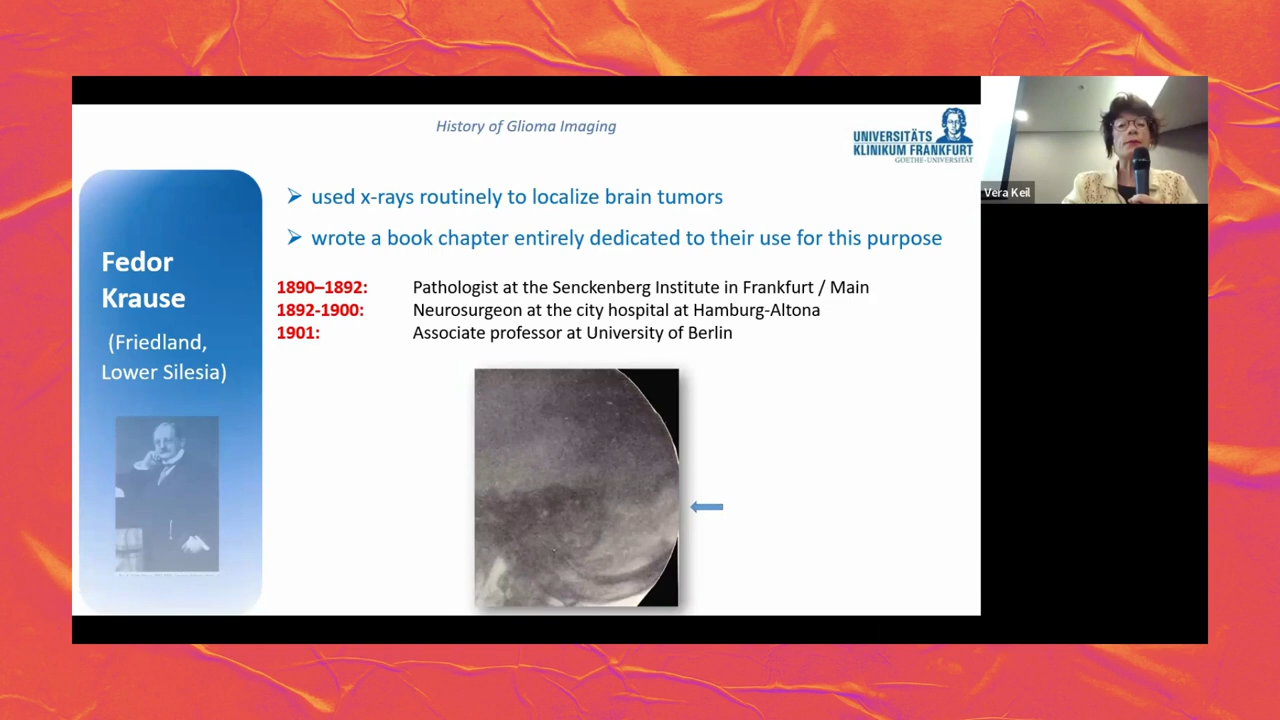 History of Glioma Imaging
UNIVERSITÄTS
KLINIKUM FRANKFURT
GOETHE-UNIVERSITÄT
Fedor
Krause
(Friedland,
Lower Silesia)
used x-rays routinely to localize brain tumors
wrote a book chapter entirely dedicated to their use for this purpose
1890–1892: Pathologist at the Senckenberg Institute in Frankfurt / Main
1892-1900: Neurosurgeon at the city hospital at Hamburg-Altona
1901: Associate professor at University of Berlin
Vera Keil